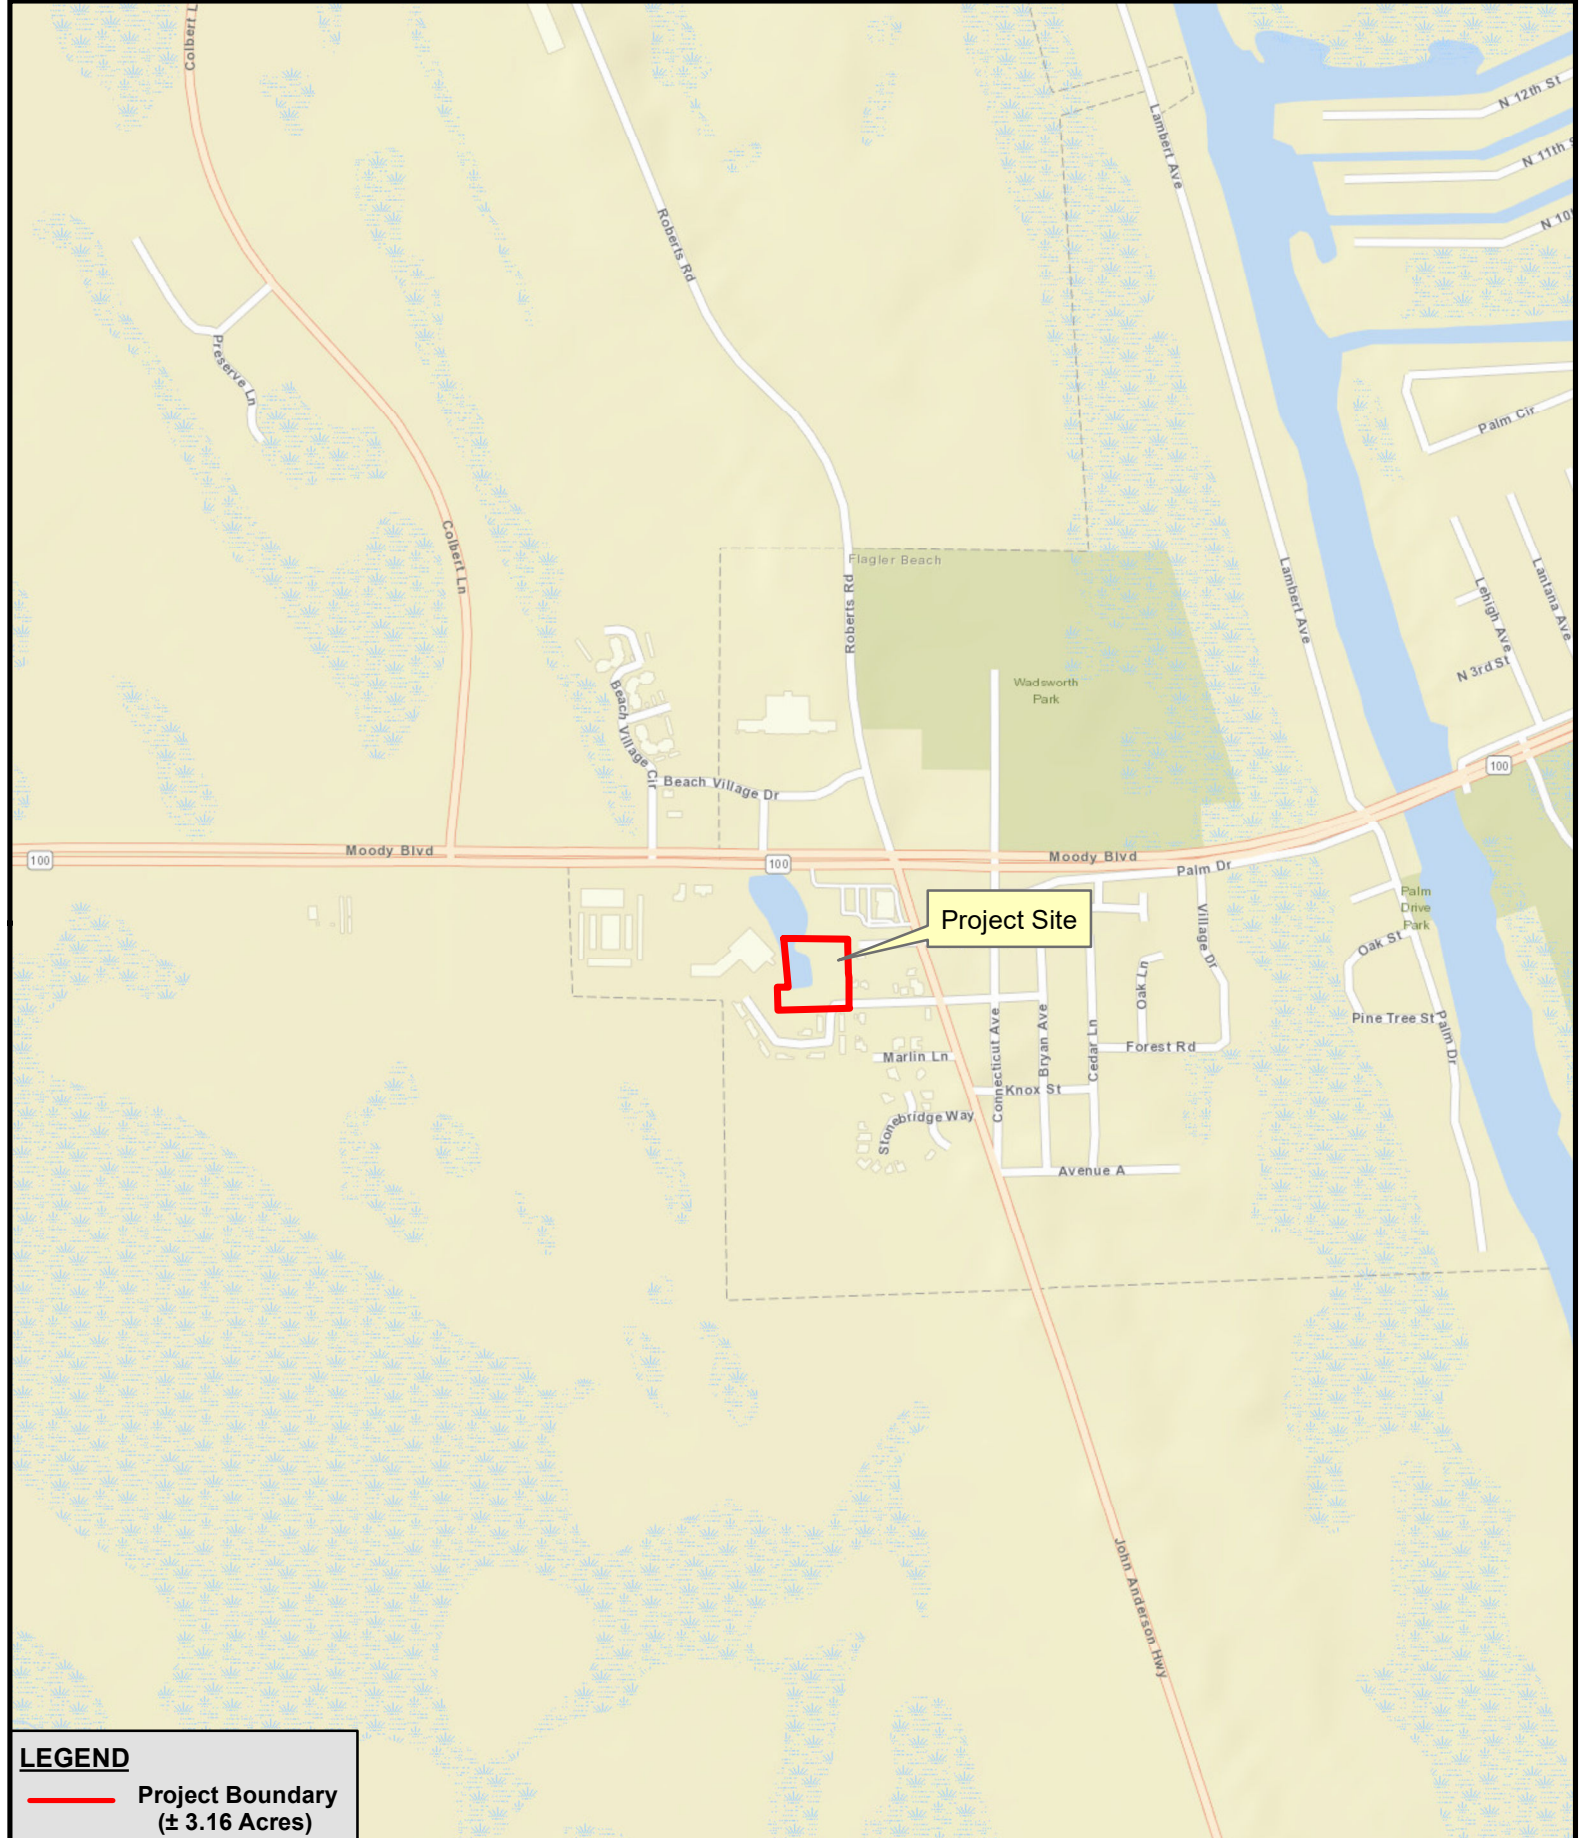 Colbert L
N 12th St
Lambert Ave
N 11th S
Roberts Rd
N 10t
Preserve Ln
Palm Cir
Colbert Ln
Flagler Beach
Lantana Ave
Roberts Rd
Lambert Ave
Lehigh Ave
N 3rd St
Wadsworth
Park
Beach Village Cir
Beach Village Dr
100
Moody Blvd
100
100
Moody Blvd
Palm Dr
Project Site
Palm
Drive
Park
Village Dr
Oak St
Oak Ln
Pine Tree St
Palm Dr
Connecticut Ave
Bryan Ave
Cedar Ln
Forest Rd
Marlin Ln
Knox St
Stonebridge Way
Avenue A
John Anderson Hwy
LEGEND
Project Boundary
(± 3.16 Acres)